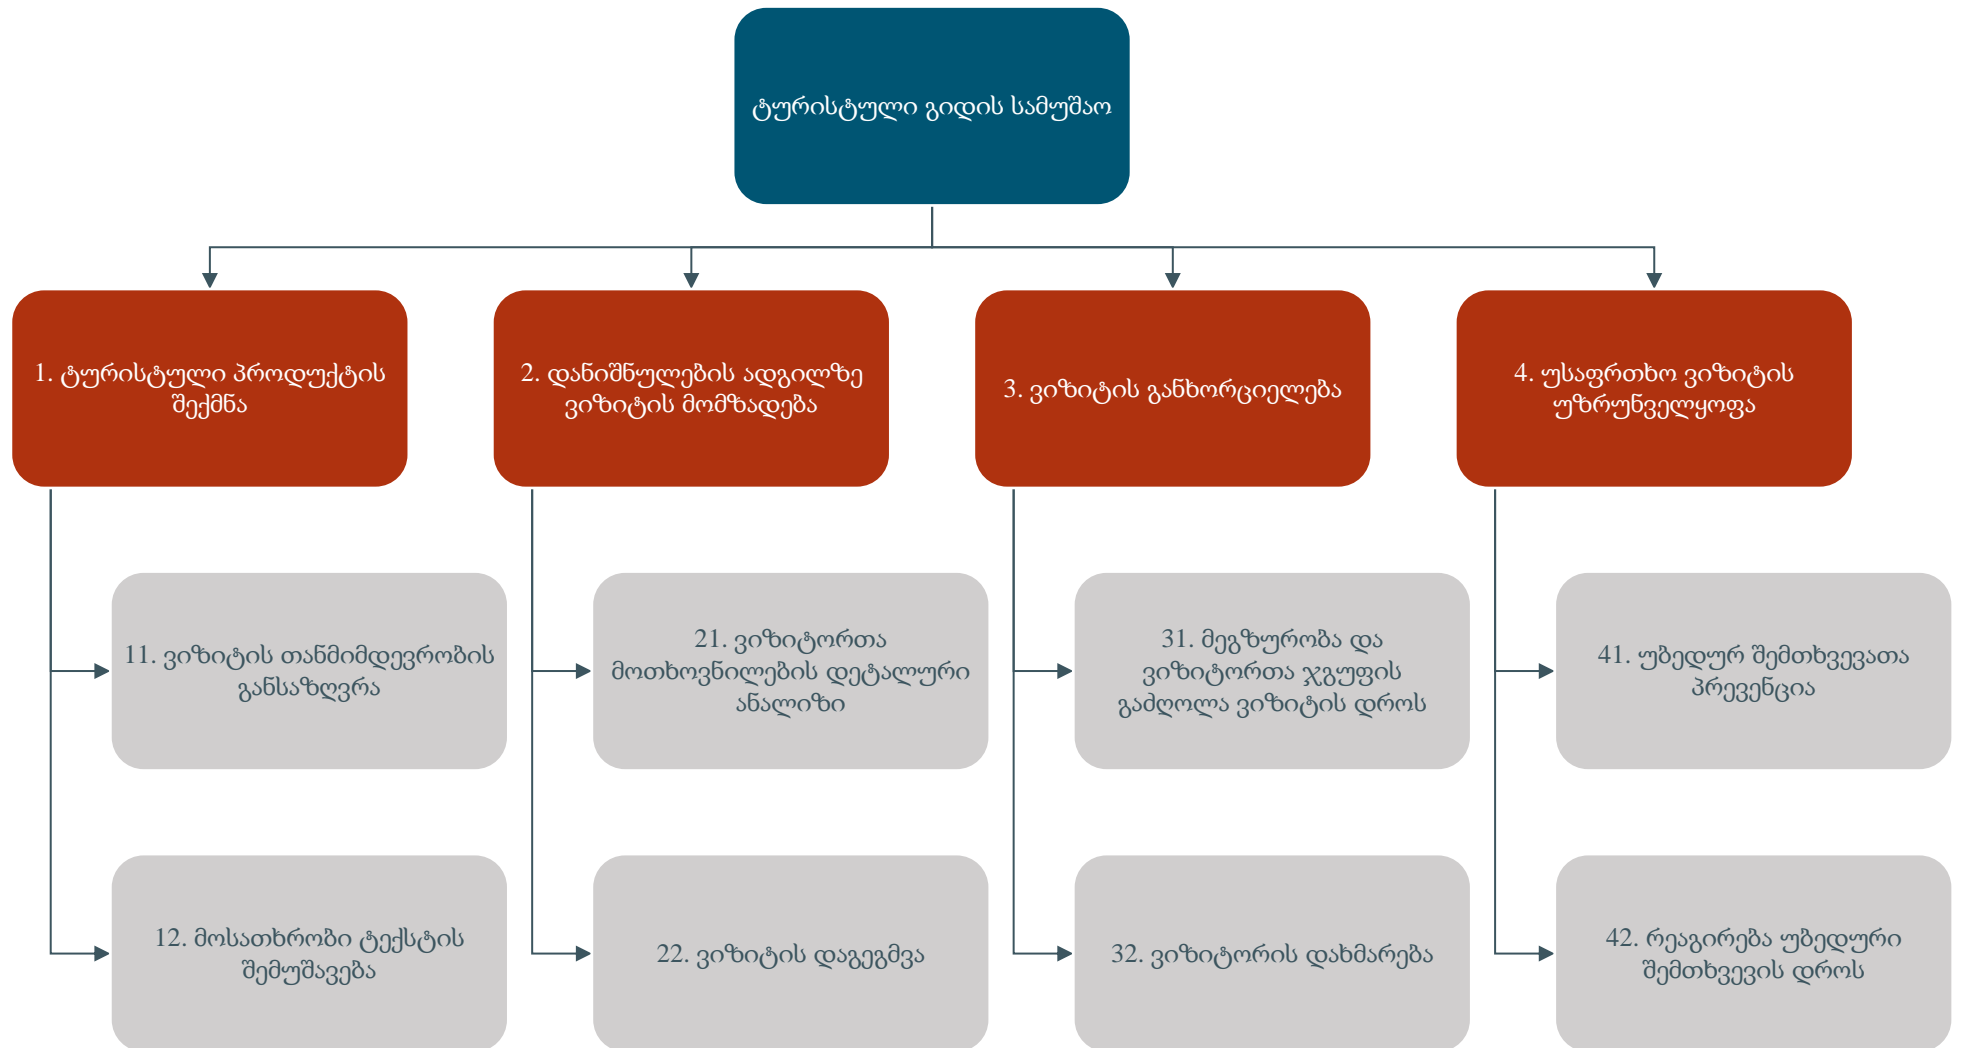 ტურისტული გიდის სამუშაო
1. ტურისტული პროდუქტის
შექმნა
2. დანიშნულების ადგილზე
ვიზიტის მომზადება
3. ვიზიტის განხორციელება
4. უსაფრთხო ვიზიტის
უზრუნველყოფა
11. ვიზიტის თანმიმდევრობის
განსაზღვრა
21. ვიზიტორთა
მოთხოვნილების დეტალური
ანალიზი
31. მეგზურობა და
ვიზიტორთა ჯგუფის
გაძღოლა ვიზიტის დროს
41. უბედურ შემთხვევათა
პრევენცია
12. მოსათხრობი ტექსტის
შემუშავება
22. ვიზიტის დაგეგმვა
32. ვიზიტორის დახმარება
42. რეაგირება უბედური
შემთხვევის დროს